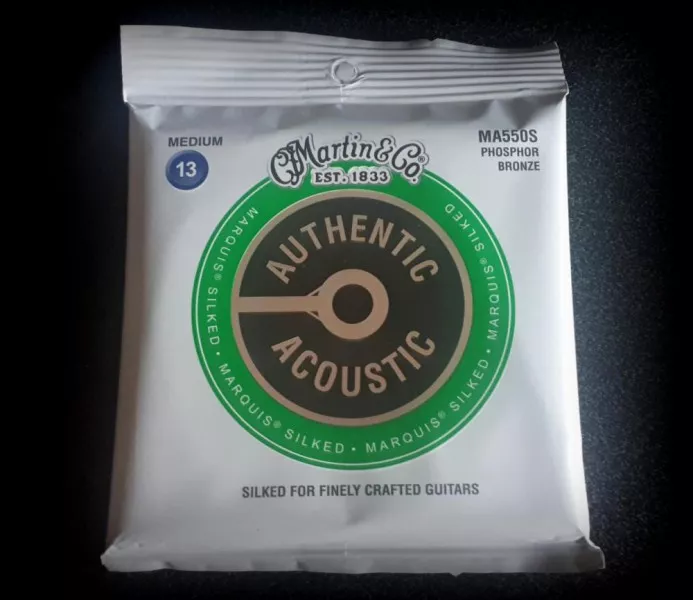 MEDIUM
13
CF Martin & Co.®
EST. 1833
MA550S
PHOSPHOR
BRONZE
MARQUIS® SILKED • MARQUIS® SILKED • MARQUIS® SILKED • MARQUIS® SILKED
AUTHENTIC
ACOUSTIC
SILKED FOR FINELY CRAFTED GUITARS